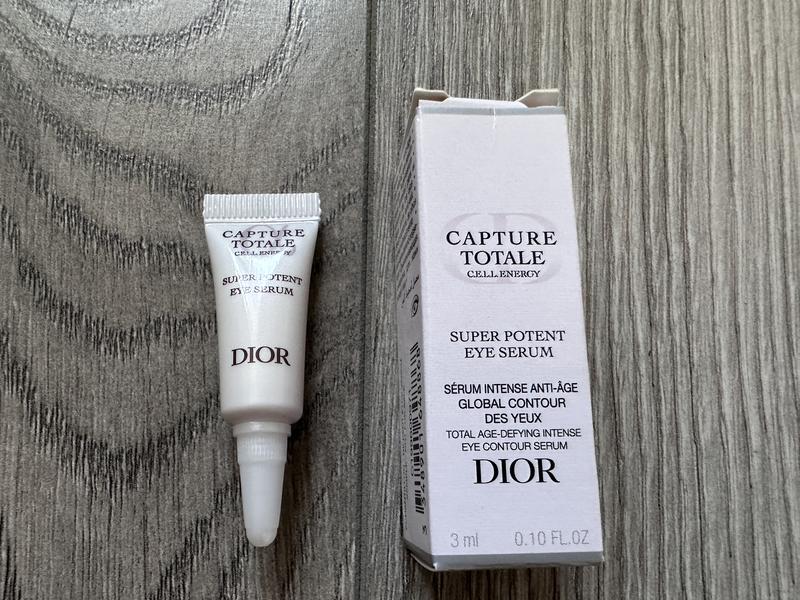 CAPTURE
TOTALE
C.E.L.L. ENERGY
SUPER POTENT
EYE SERUM
DIOR
CAPTURE
TOTALE
C.E.L.L. ENERGY
SUPER POTENT
EYE SERUM
SÉRUM INTENSE ANTI-ÂGE
GLOBAL CONTOUR
DES YEUX
TOTAL AGE-DEFYING INTENSE
EYE CONTOUR SERUM
DIOR
3 ml 0.10 FL.OZ